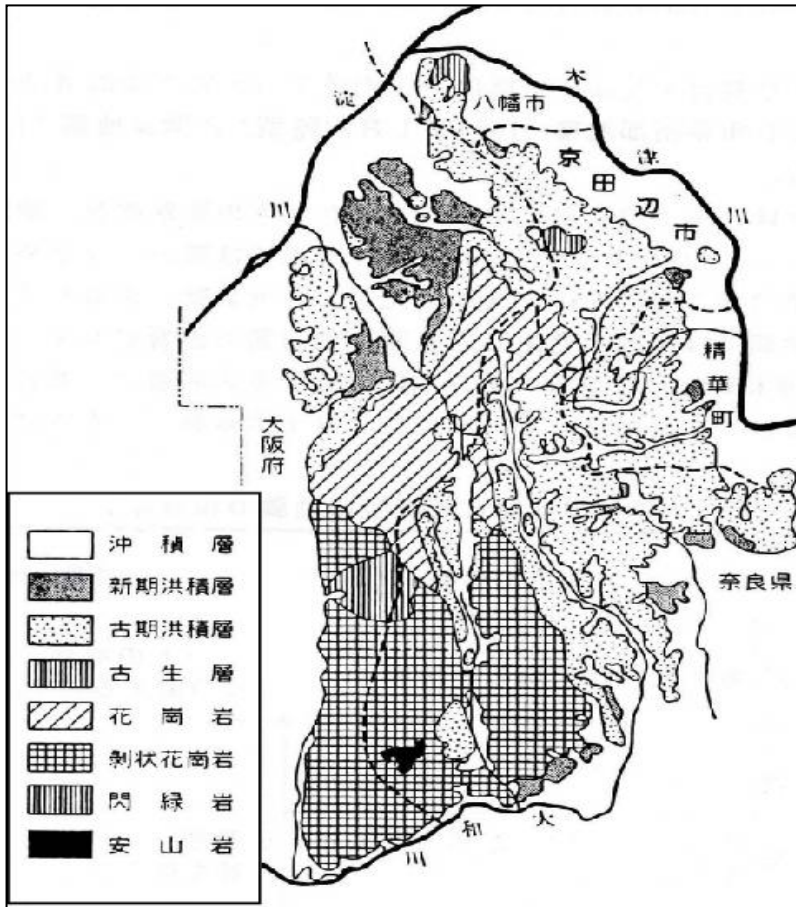 淀川
八幡市
木津川
京田辺市
精華町
大阪府
奈良県
大和川
沖積層
新期洪積層
古期洪積層
古生層
花崗岩
剥状花崗岩
閃緑岩
安山岩